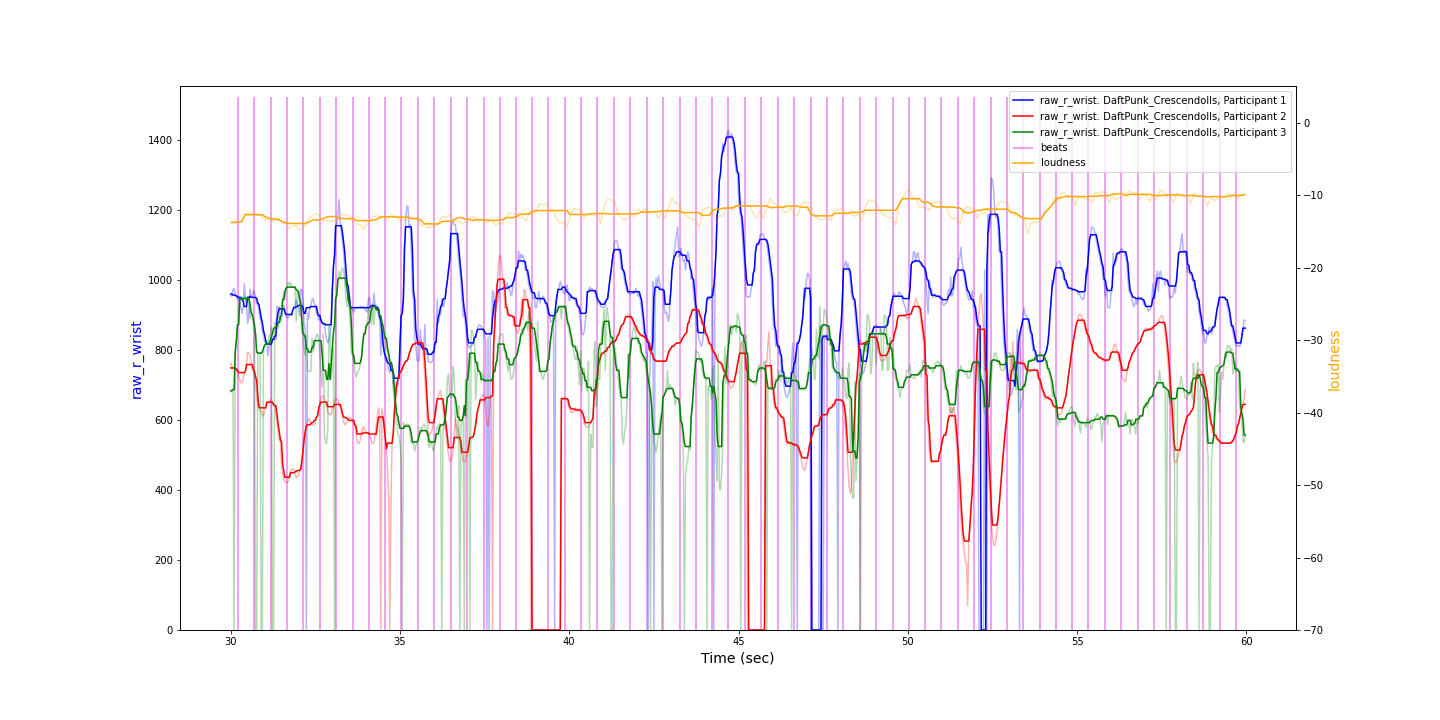 raw_r_wrist. DaftPunk_Crescendolls, Participant 1
raw_r_wrist. DaftPunk_Crescendolls, Participant 2
raw_r_wrist. DaftPunk_Crescendolls, Participant 3
beats
loudness
1400
1200
1000
800
600
400
200
0
raw_r_wrist
0
−10
−20
−30
−40
−50
−60
−70
loudness
30 35 40 45 50 55 60
Time (sec)